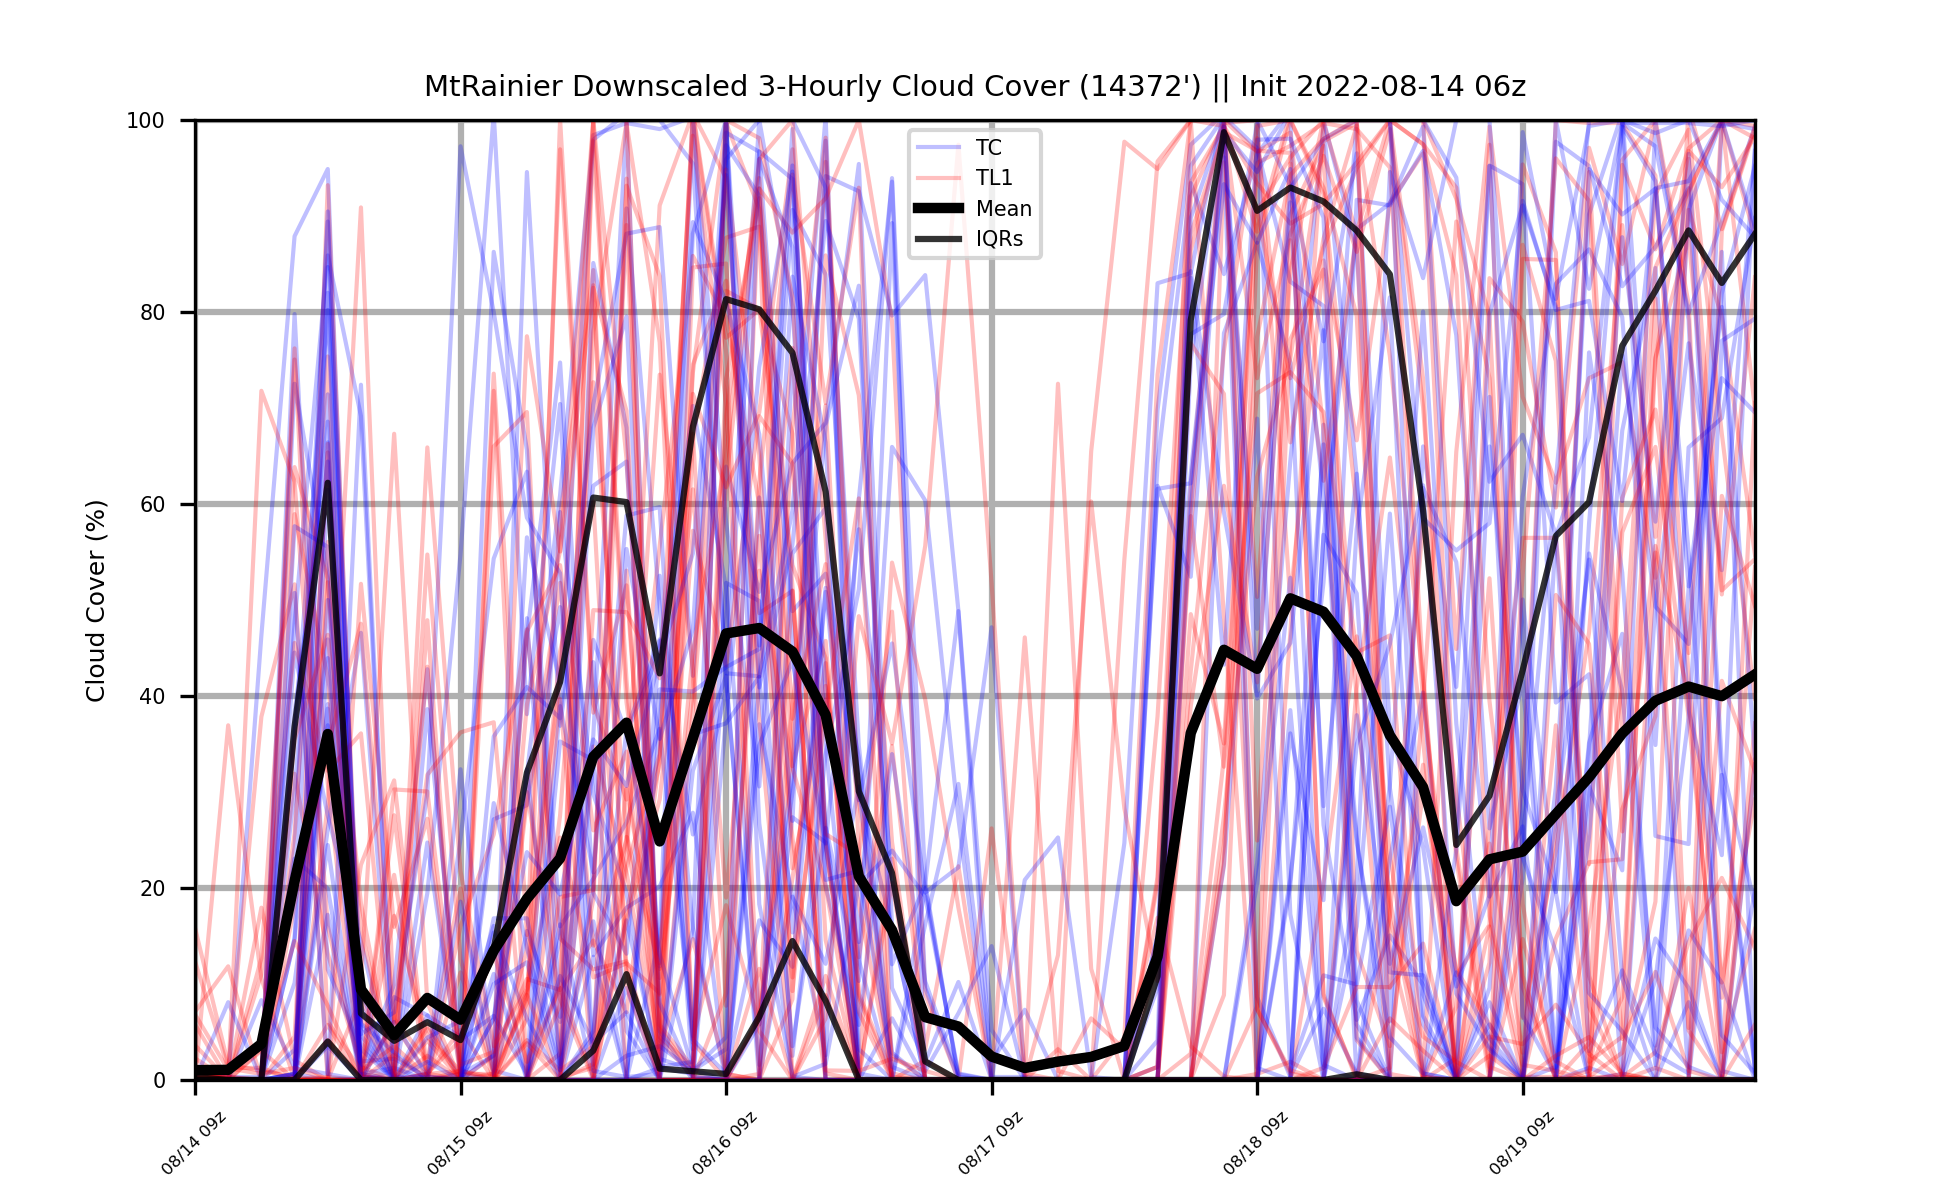 MtRainier Downscaled 3-Hourly Cloud Cover (14372') || Init 2022-08-14 06z
TC
TL1
Mean
IQRs
Cloud Cover (%)
100
80
60
40
20
0
08/14 09z
08/15 09z
08/16 09z
08/17 09z
08/18 09z
08/19 09z